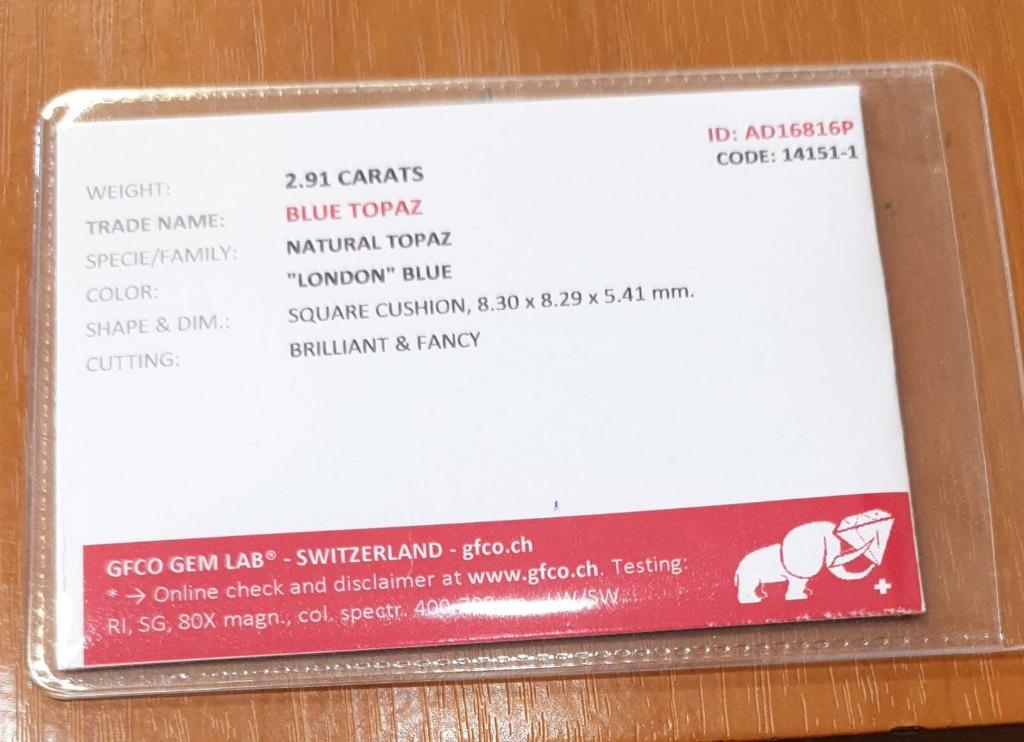 ID: AD16816P
CODE: 14151-1
WEIGHT: 2.91 CARATS
TRADE NAME: BLUE TOPAZ
SPECIE/FAMILY: NATURAL TOPAZ
COLOR: "LONDON" BLUE
SHAPE & DIM.: SQUARE CUSHION, 8.30 x 8.29 x 5.41 mm.
CUTTING: BRILLIANT & FANCY
GFCO GEM LAB® - SWITZERLAND - gfco.ch
* → Online check and disclaimer at www.gfco.ch. Testing:
RI, SG, 80X magn., col. spectr. LW/SW